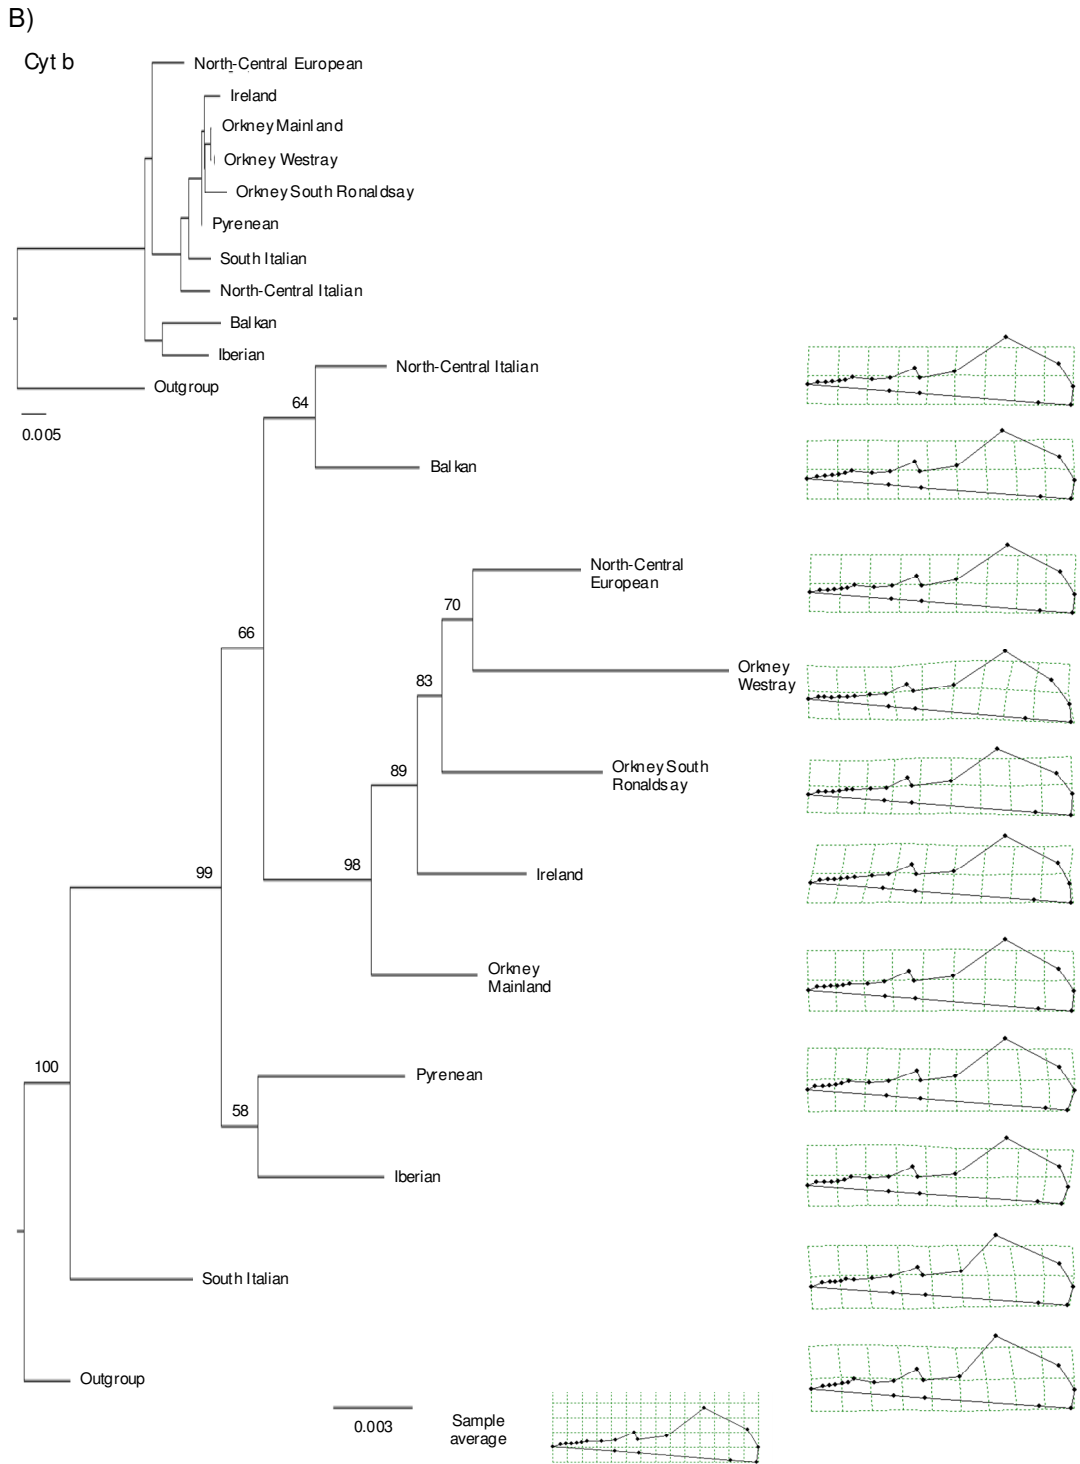 B)
Cyt b
North-Central European
Ireland
Orkney Mainland
Orkney Westray
Orkney South Ronaldsay
Pyrenean
South Italian
North-Central Italian
Balkan
Iberian
Outgroup
0.005
North-Central Italian
64
Balkan
North-Central
European
70
66
Orkney
Westray
83
Orkney South
Ronaldsay
89
98
Ireland
99
Orkney
Mainland
100
Pyrenean
58
Iberian
South Italian
Outgroup
0.003
Sample
average